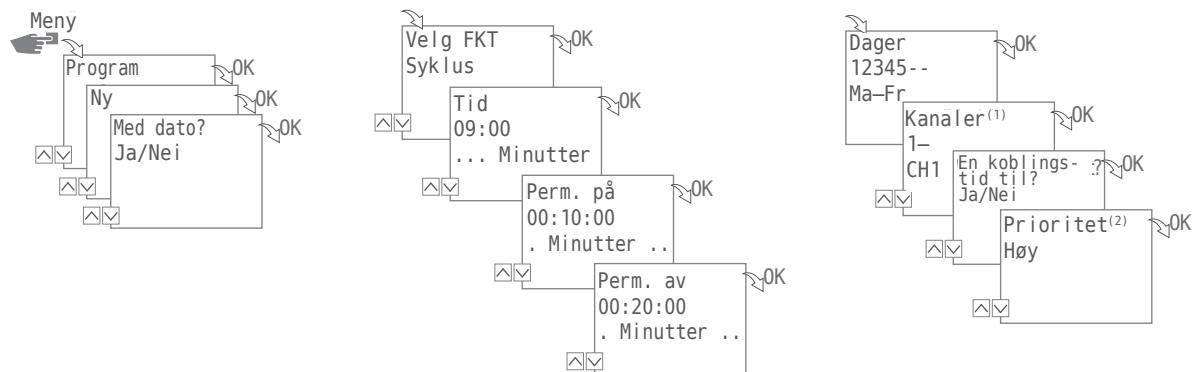 Meny
Program
OK
Ny
OK
Med dato?
OK
Ja/Nei
Velg FKT
OK
Syklus
Tid
OK
09:00
... Minutter
Perm. på
OK
00:10:00
. Minutter ..
Perm. av
OK
00:20:00
. Minutter ..
Dager
OK
12345--
Ma–Fr
Kanäler(1)
OK
1–
CH1
En koblings- ?
OK
tid til?
Ja/Nei
Prioritet(2)
OK
Høy